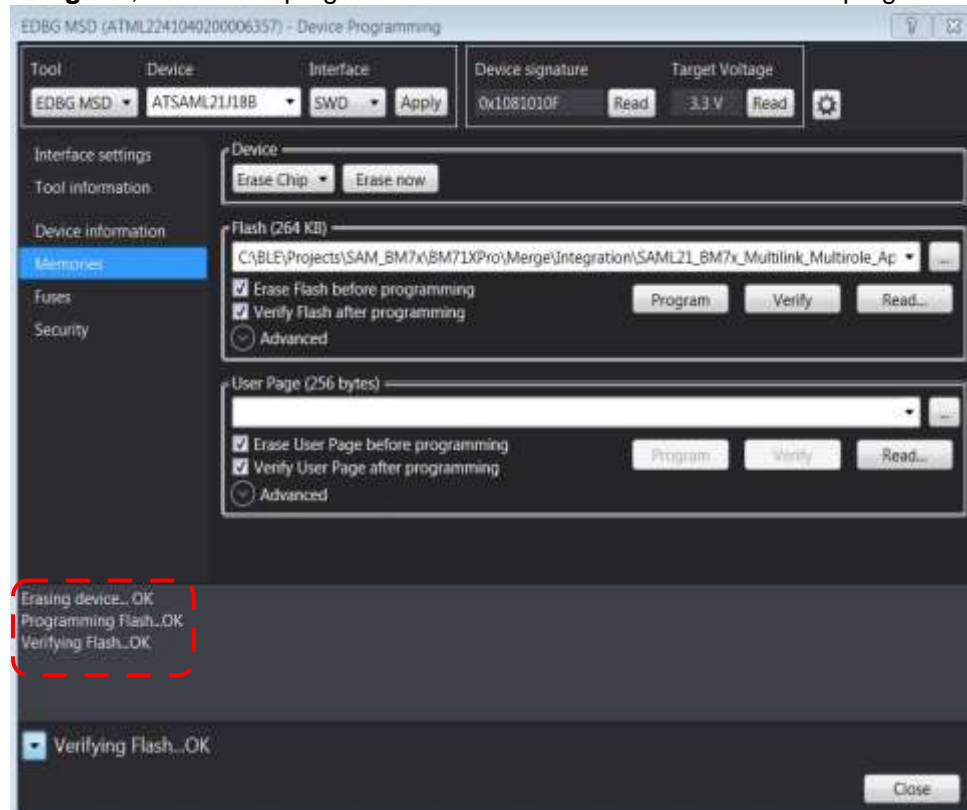 EDBG MSD (ATML2241040200006357) - Device Programming
Tool Device Interface Device signature Target Voltage
EDBG MSD ATSAML21J18B SWD Apply 0x1081010F Read 3.3 V Read
Interface settings
Tool information
Device information
Memories
Fuses
Security
Device
Erase Chip Erase now
Flash (264 KB)
C:\BLE\Projects\SAM_BM7x\BM71XPro\Merge\Integration\SAML21_BM7x_Multilink_Multirole_Ap ...
Erase Flash before programming
Verify Flash after programming
Program Verify Read...
Advanced
User Page (256 bytes)
...
Erase User Page before programming
Verify User Page after programming
Program Verify Read...
Advanced
Erasing device... OK
Programming Flash...OK
Verifying Flash...OK
Verifying Flash...OK
Close